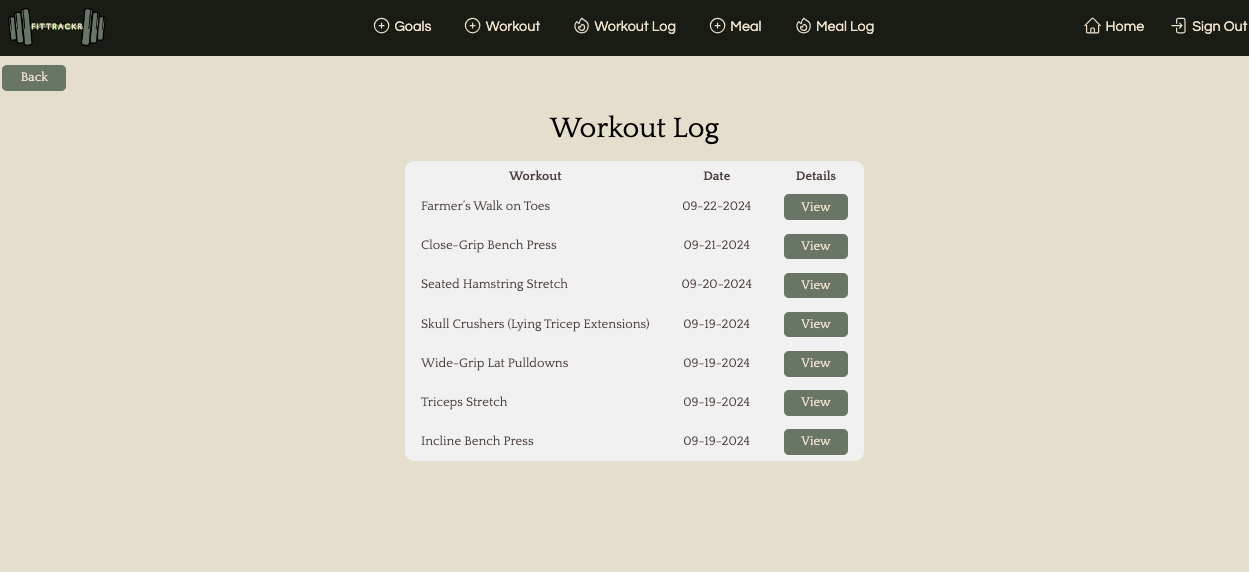 FITTRACKR Goals Workout Workout Log Meal Meal Log Home Sign Out
Back
Workout Log
Workout Date Details
Farmer's Walk on Toes 09-22-2024 View
Close-Grip Bench Press 09-21-2024 View
Seated Hamstring Stretch 09-20-2024 View
Skull Crushers (Lying Tricep Extensions) 09-19-2024 View
Wide-Grip Lat Pulldowns 09-19-2024 View
Triceps Stretch 09-19-2024 View
Incline Bench Press 09-19-2024 View